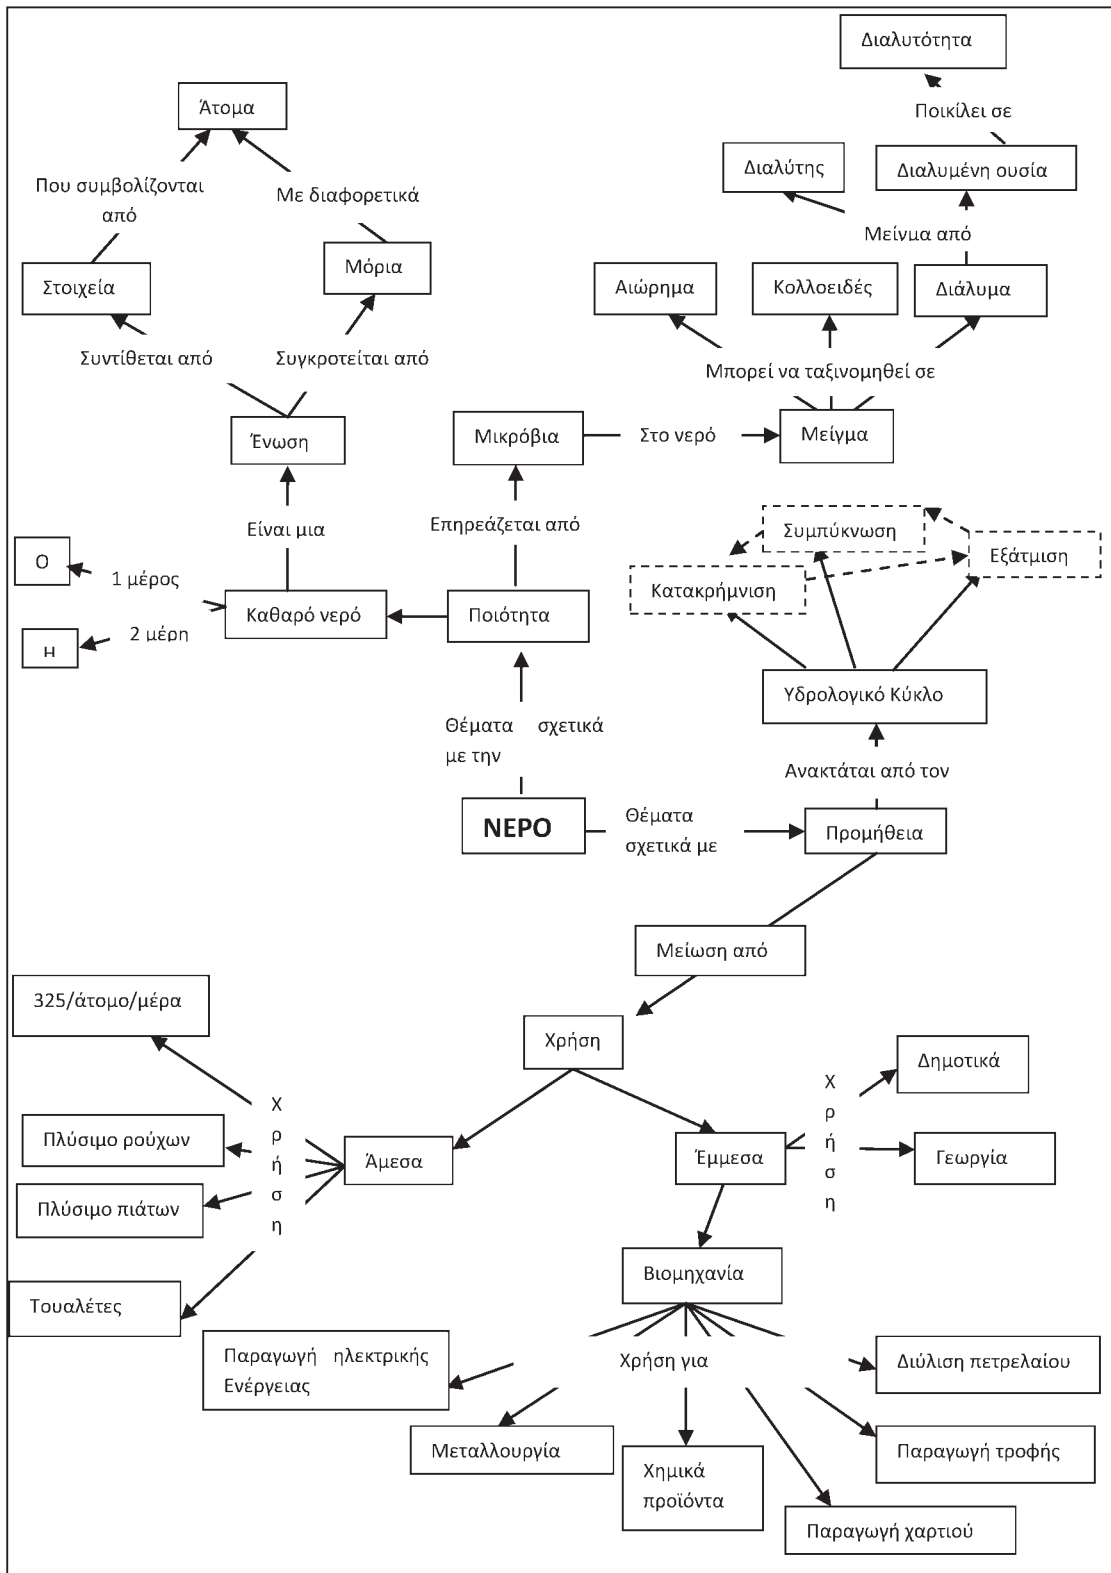 Διαλυτότητα
Άτομα
Ποικίλει σε
Που συμβολίζονται
από
Με διαφορετικά
Διαλύτης
Διαλυμένη ουσία
Μείνμα από
Στοιχεία
Μόρια
Αιώρημα
Κολλοειδές
Διάλυμα
Συντίθεται από
Συγκροτείται από
Μπορεί να ταξινομηθεί σε
Ένωση
Μικρόβια
Στο νερό
Μείγμα
Είναι μια
Επηρεάζεται από
Συμπύκνωση
Εξάτμιση
Ο
1 μέρος
Κατακρήμνιση
Καθαρό νερό
Ποιότητα
Η
2 μέρη
Υδρολογικό Κύκλο
Θέματα σχετικά
με την
Ανακτάται από τον
ΝΕΡΟ
Θέματα
σχετικά με
Προμήθεια
Μείωση από
325/άτομο/μέρα
Χρήση
Δημοτικά
Χ
ρ
ή
σ
η
Πλύσιμο ρούχων
Άμεσα
Χ
ρ
ή
σ
η
Έμμεσα
Γεωργία
Πλύσιμο πιάτων
Βιομηχανία
Τουαλέτες
Παραγωγή ηλεκτρικής
Ενέργειας
Χρήση για
Διύλιση πετρελαίου
Μεταλλουργία
Χημικά
προϊόντα
Παραγωγή τροφής
Παραγωγή χαρτιού